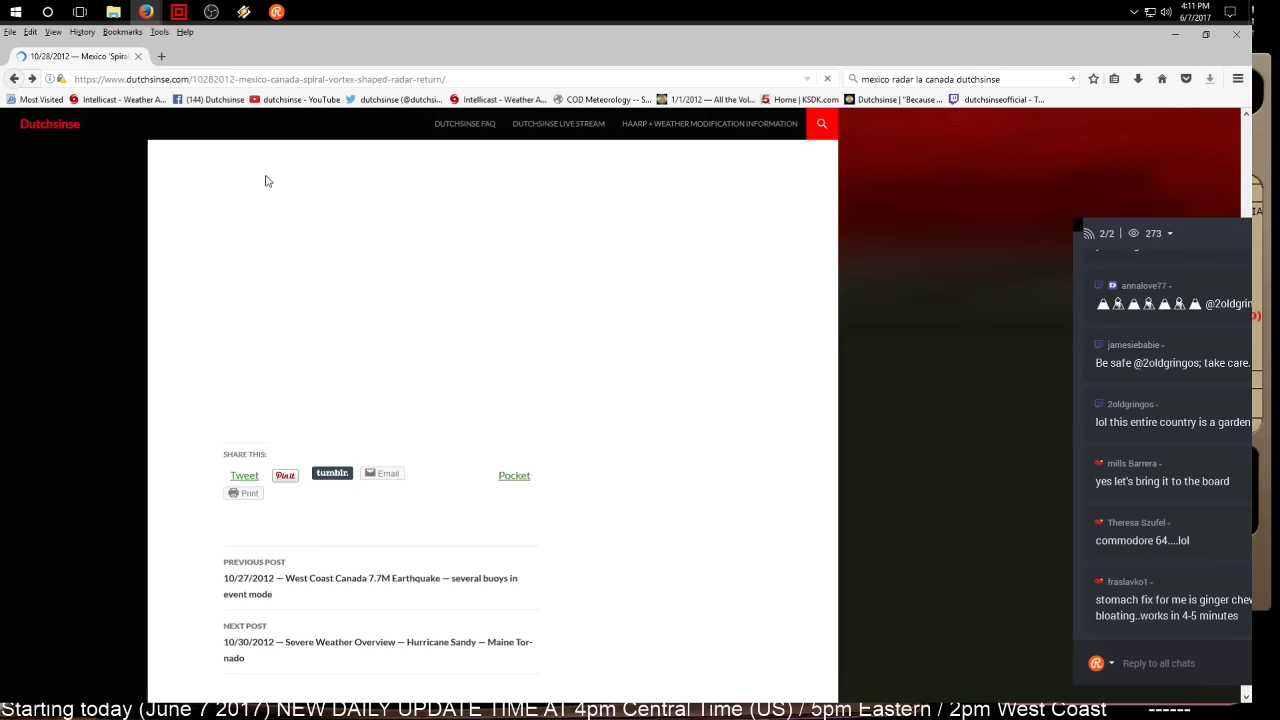 4:11 PM
6/7/2017
File Edit View History Bookmarks Tools Help
10/28/2012 — Mexico 'Spiral
https://www.dutchsinse.com/10282012-mexico-canada-spiral-vortex-shaped-radar-return/
mexico radar la canada dutchsinse
Most Visited Intellicast - Weather A... (144) Dutchsinse dutchsinse - YouTube dutchsinse (@dutchsi... Intellicast - Weather A... COD Meteorology -- ... 1/1/2012 — All the Vol... Home | KSDK.com Dutchsinse | "Because ... dutchsinseofficial - T...
Dutchsinse
DUTCHSINSE FAQ DUTCHSINSE LIVE STREAM HAARP + WEATHER MODIFICATION INFORMATION
2/2 | 273
annalove77
@2oldgrin
jamesiebabie
Be safe @2oldgringos; take care.
2oldgringos
lol this entire country is a garden
mills Barrera
yes let's bring it to the board
Theresa Szufel
commodore 64....lol
fraslavko1
stomach fix for me is ginger chew
bloating..works in 4-5 minutes
Reply to all chats
SHARE THIS:
Tweet Pin it tumblr. Email Pocket
Print
PREVIOUS POST
10/27/2012 — West Coast Canada 7.7M Earthquake — several buoys in
event mode
NEXT POST
10/30/2012 — Severe Weather Overview — Hurricane Sandy — Maine Tor-
nado
Starting today (June 7 2017) NEW DAILY UPDATE TIME AT 4pm Central Time (US) / 5pm Eastern / 2pm West Coast ------